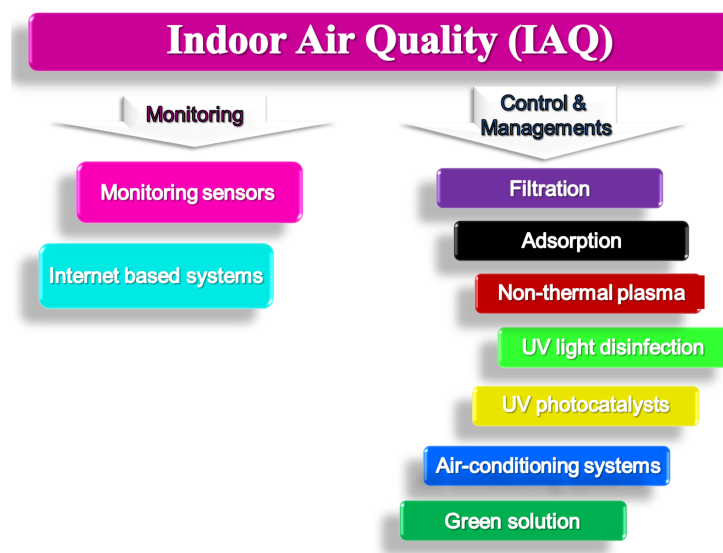 Indoor Air Quality (IAQ)
Monitoring
Monitoring sensors
Internet based systems
Control &
Managements
Filtration
Adsorption
Non-thermal plasma
UV light disinfection
UV photocatalysts
Air-conditioning systems
Green solution